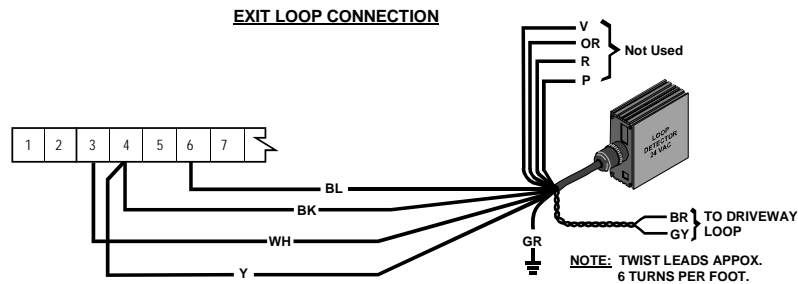 EXIT LOOP CONNECTION
V
OR
R
P
Not Used
LOOP
DETECTOR
24 VAC
1 2 3 4 5 6 7
BL
BK
WH
Y
GR
BR
GY
TO DRIVEWAY
LOOP
NOTE: TWIST LEADS APPOX.
6 TURNS PER FOOT.